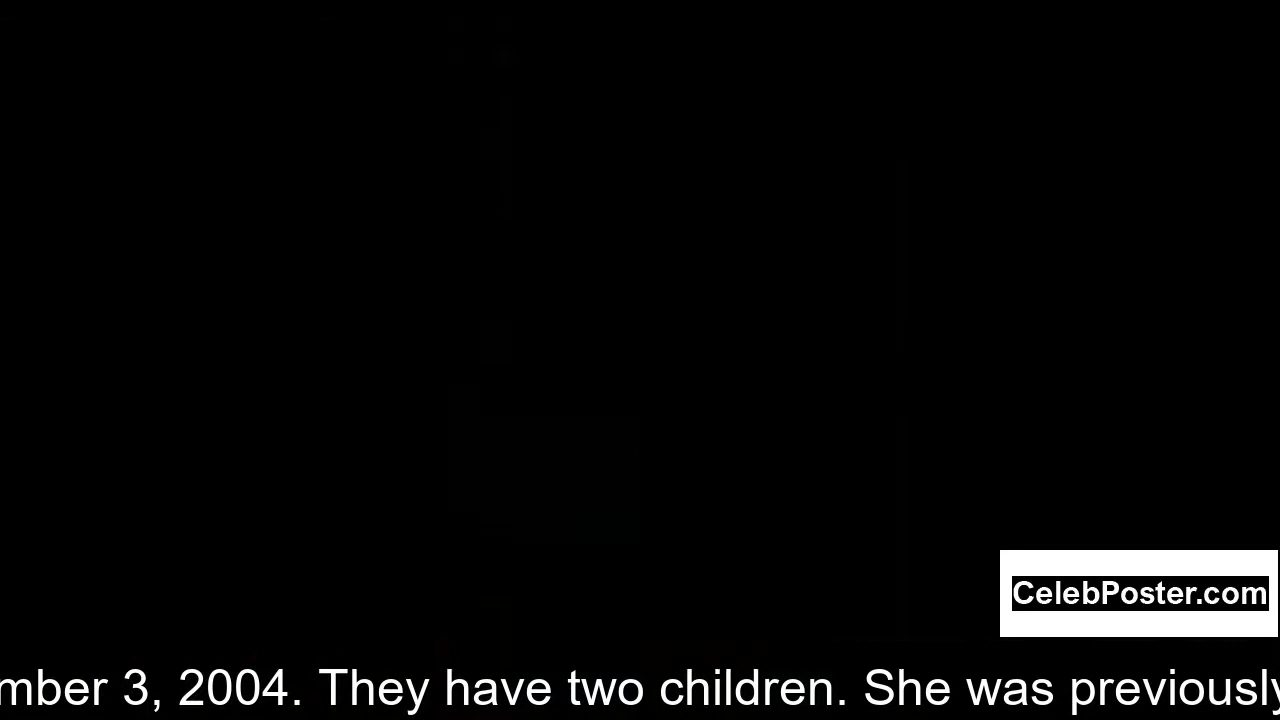 CelebPoster.com
mber 3, 2004. They have two children. She was previously